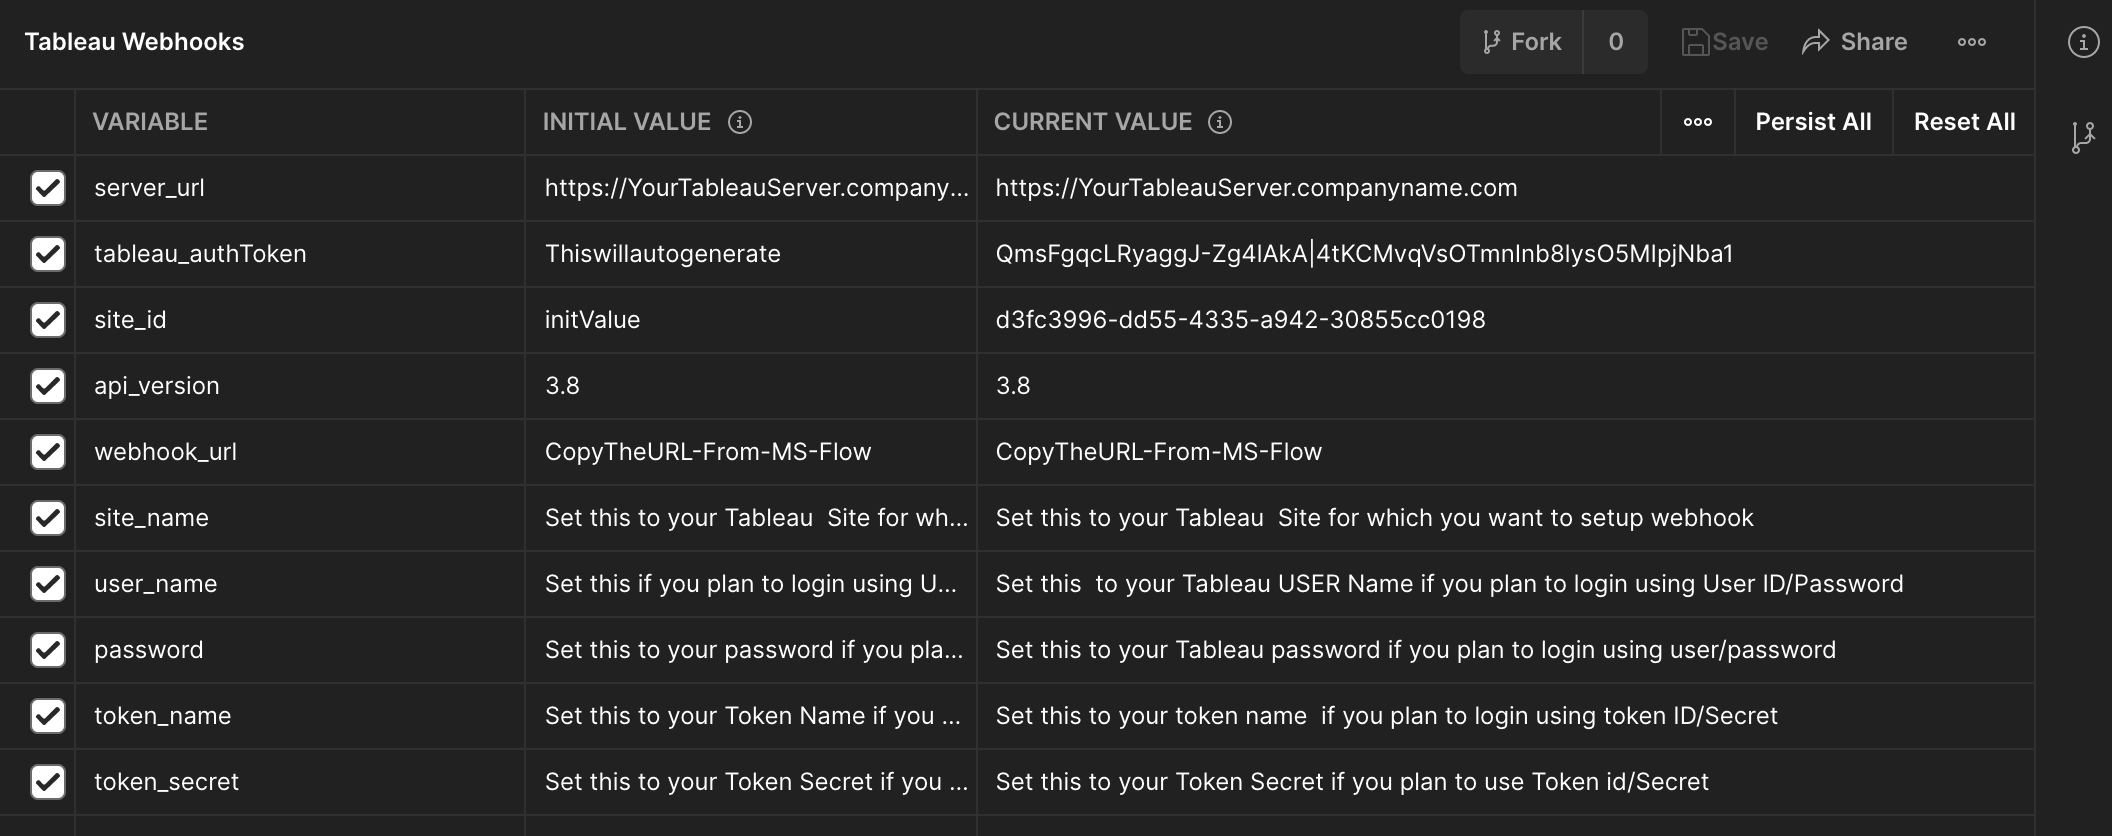 Tableau Webhooks
Fork 0 Save Share
VARIABLE INITIAL VALUE CURRENT VALUE Persist All Reset All
server_url https://YourTableauServer.company... https://YourTableauServer.companyname.com
tableau_authToken Thiswillautogenerate QmsFgqcLRyaggJ-Zg4lAkA|4tKCMvqVsOTmnInb8lysO5MIpjNba1
site_id initValue d3fc3996-dd55-4335-a942-30855cc0198
api_version 3.8 3.8
webhook_url CopyTheURL-From-MS-Flow CopyTheURL-From-MS-Flow
site_name Set this to your Tableau  Site for wh... Set this to your Tableau  Site for which you want to setup webhook
user_name Set this if you plan to login using U... Set this  to your Tableau USER Name if you plan to login using User ID/Password
password Set this to your password if you pla... Set this to your Tableau password if you plan to login using user/password
token_name Set this to your Token Name if you ... Set this to your token name  if you plan to login using token ID/Secret
token_secret Set this to your Token Secret if you ... Set this to your Token Secret if you plan to use Token id/Secret